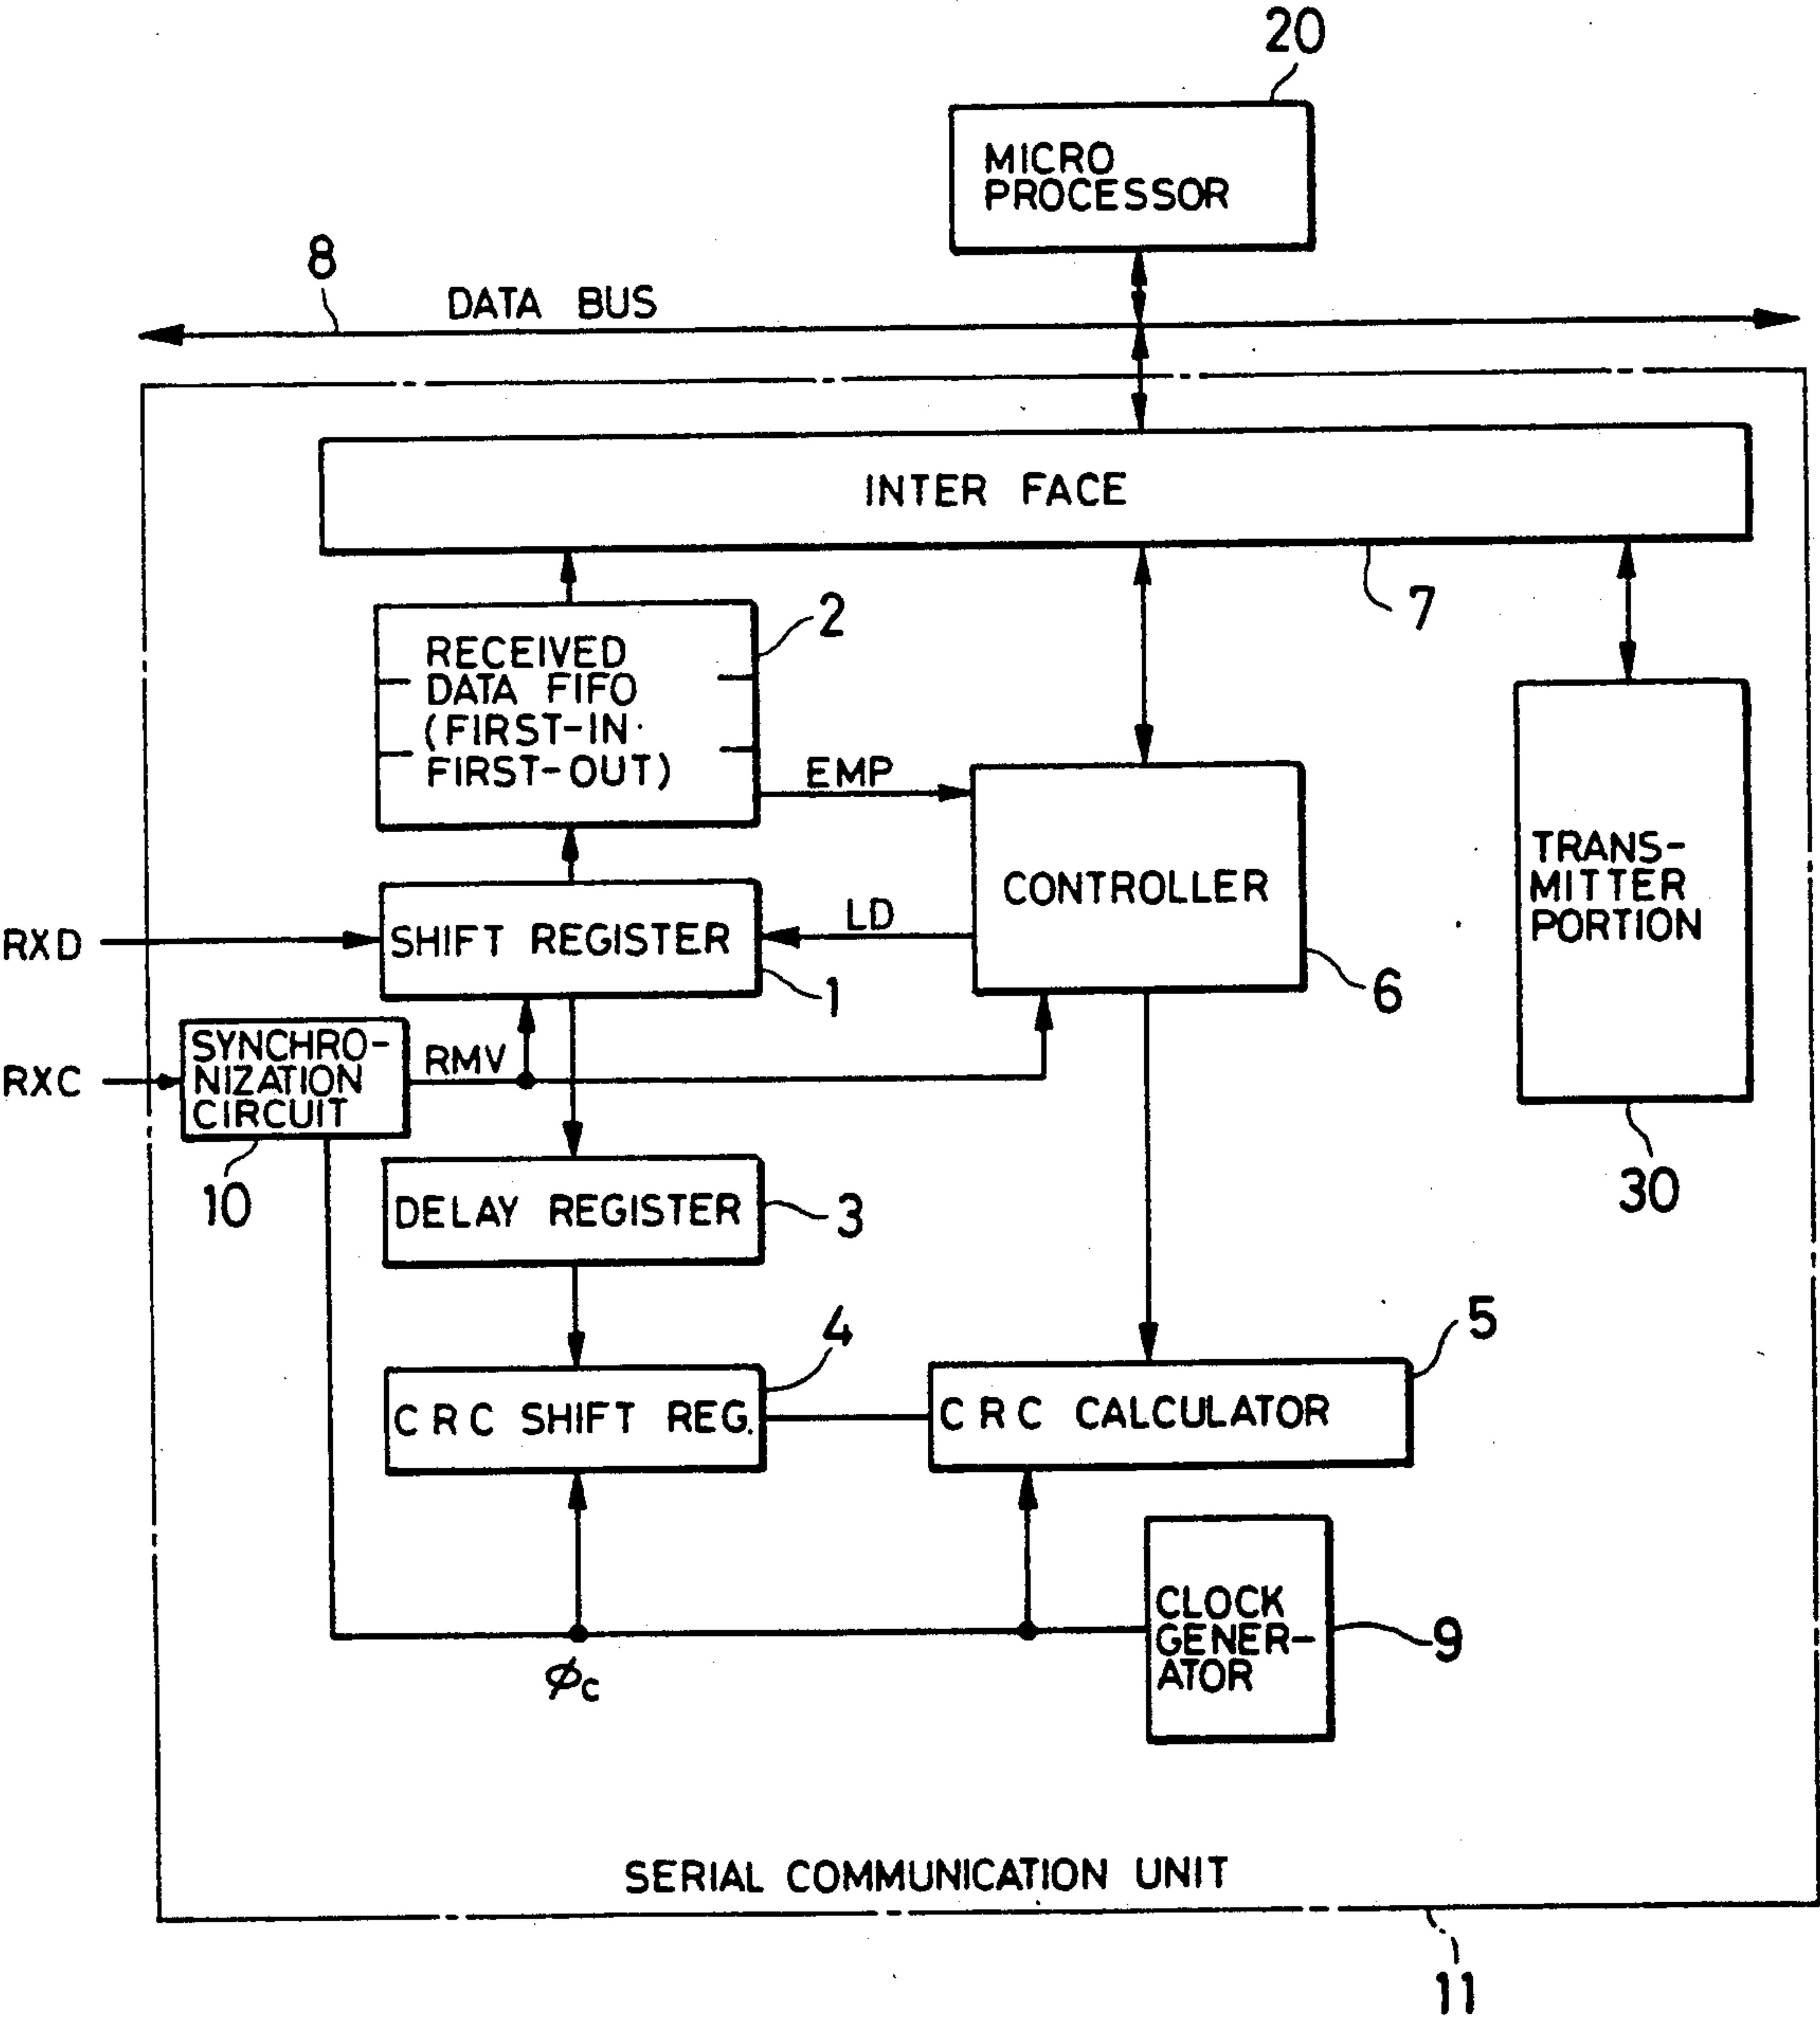 20
MICRO
PROCESSOR
8
DATA BUS
INTER FACE
7
2
RECEIVED
DATA FIFO
(FIRST-IN
FIRST-OUT)
EMP
CONTROLLER
6
TRANS-
MITTER
PORTION
30
RXD
SHIFT REGISTER
LD
1
RXC
SYNCHRO-
NIZATION
CIRCUIT
RMV
10
DELAY REGISTER
3
4
CRC SHIFT REG.
5
CRC CALCULATOR
CLOCK
GENER-
ATOR
9
φc
SERIAL COMMUNICATION UNIT
11